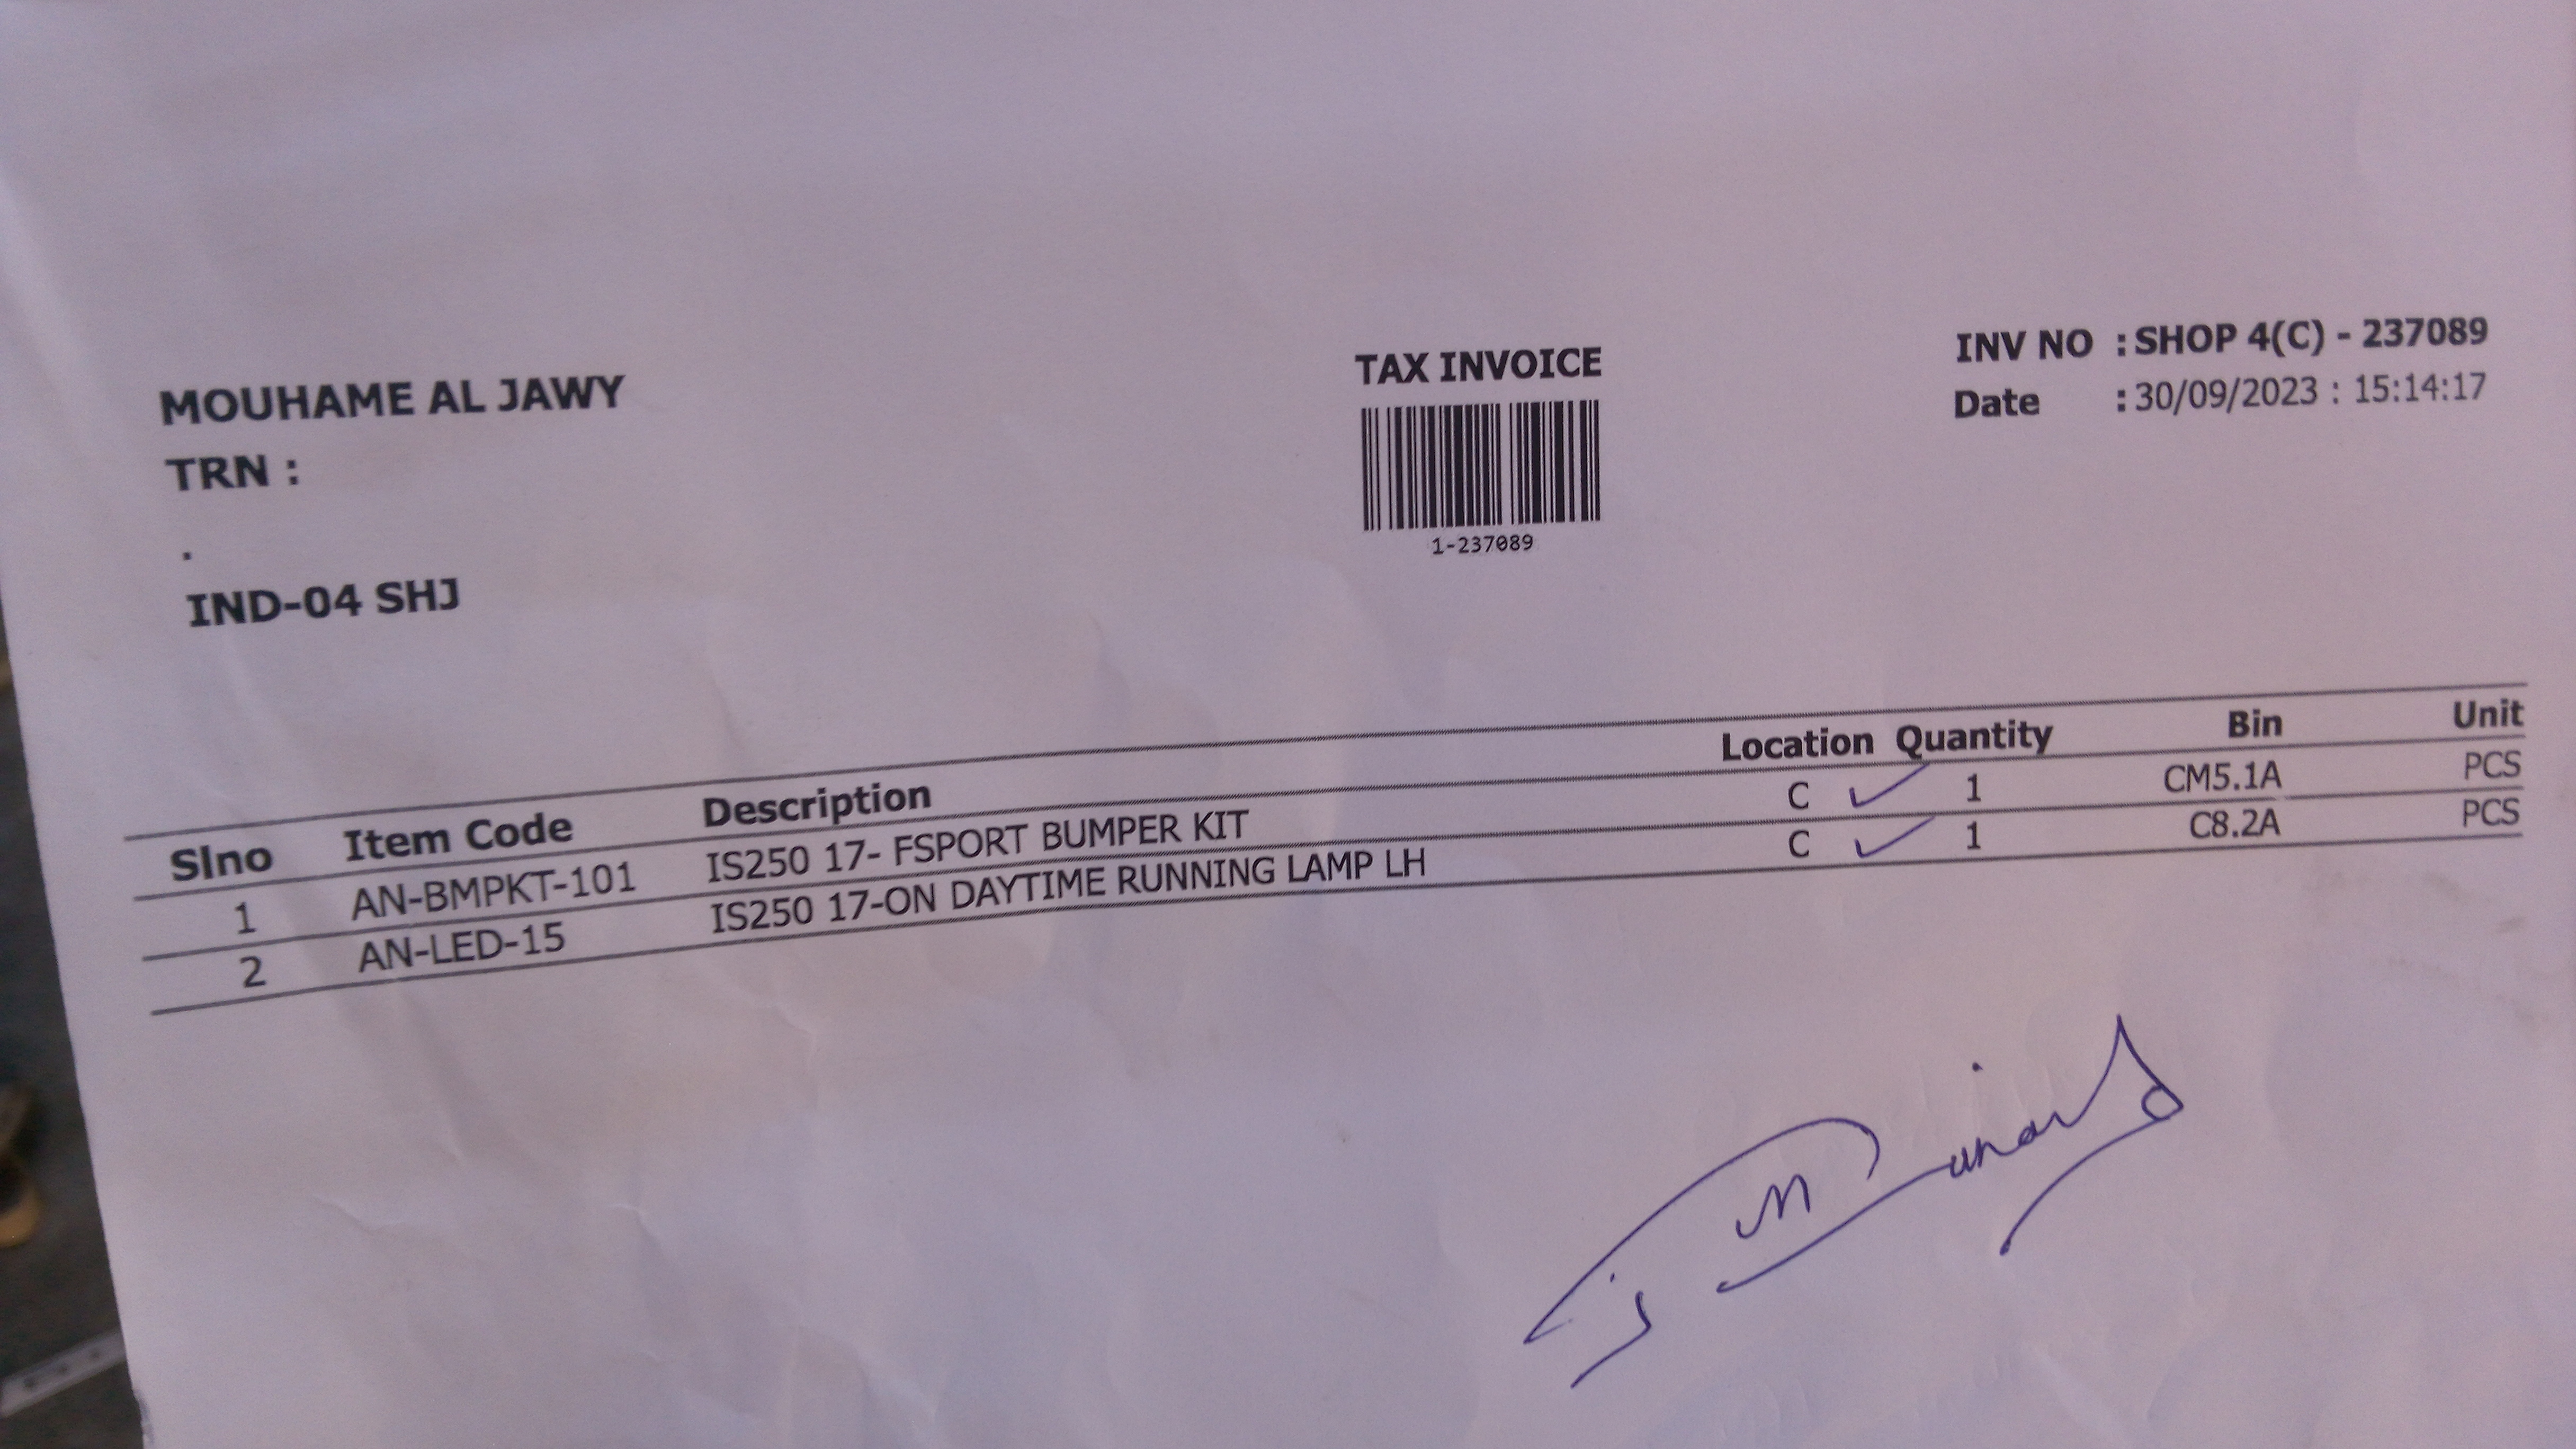 MOUHAME AL JAWY
TRN :
.
IND-04 SHJ
TAX INVOICE
1-237089
INV NO : SHOP 4(C) - 237089
Date : 30/09/2023 : 15:14:17
Slno Item Code Description Location Quantity Bin Unit
1 AN-BMPKT-101 IS250 17- FSPORT BUMPER KIT C ✓ 1 CM5.1A PCS
2 AN-LED-15 IS250 17-ON DAYTIME RUNNING LAMP LH C ✓ 1 C8.2A PCS